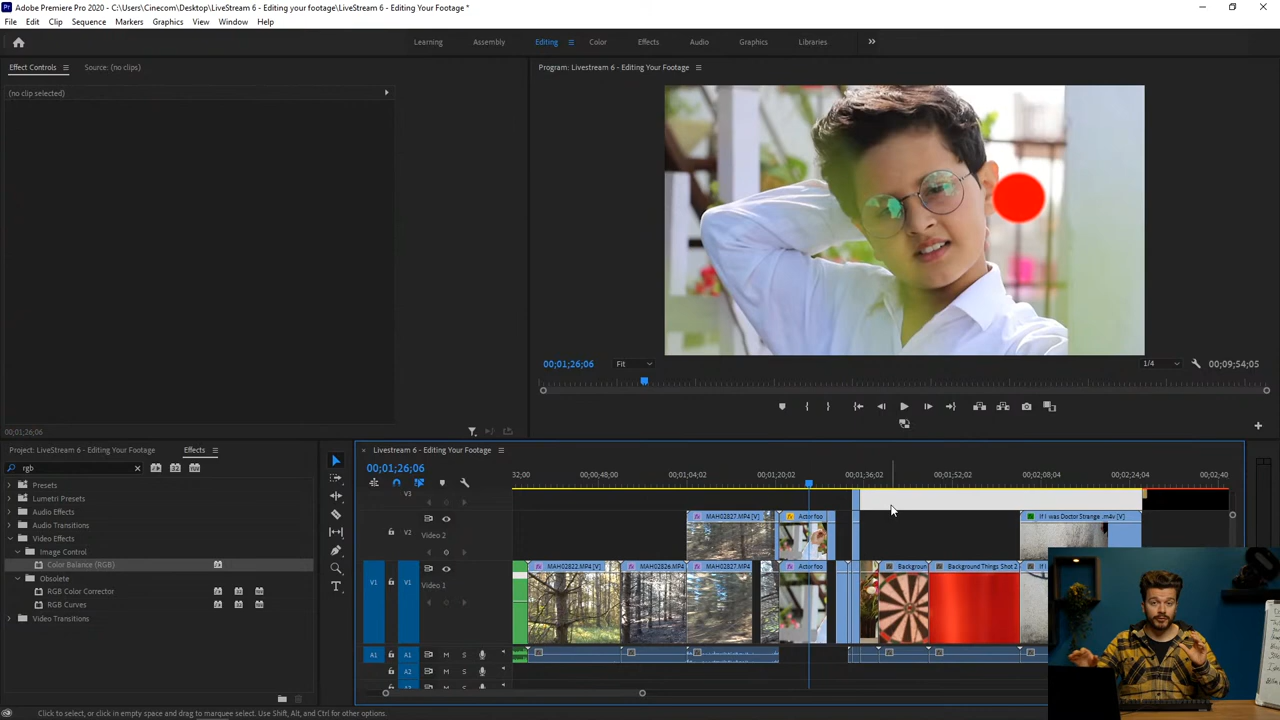 Pr Adobe Premiere Pro 2020 - C:\Users\Cinecom\Desktop\LiveStream 6 - Editing your footage\LiveStream 6 - Editing Your Footage *
File Edit Clip Sequence Markers Graphics View Window Help
Learning Assembly Editing Color Effects Audio Graphics Libraries
Effect Controls Source: (no clips) Program: Livestream 6 - Editing Your Footage
(no clip selected)
00;01;26;06 Fit 1/4 00;09;54;05
00;01;26;06
Project: LiveStream 6 - Editing Your Footage Effects
Livestream 6 - Editing Your Footage
rgb
00;01;26;06
32;00 00;00;48;00 00;01;04;02 00;01;20;02 00;01;36;02 00;01;52;02 00;02;08;04 00;02;24;04 00;02;40
Presets
Lumetri Presets
Audio Effects
Audio Transitions
Video Effects
Image Control
Color Balance (RGB)
Obsolete
RGB Color Corrector
RGB Curves
Video Transitions
V3
MAH02827.MP4 [V] Actor foo If I was Doctor Strange .m4v [V]
V2 Video 2
MAH02822.MP4 [V] MAH02826.MP4 MAH02827.MP4 Actor foo Backgroun Background Things Shot 2
V1 V1 Video 1
A1 A1 M S
A2 M S
Click to select, or click in empty space and drag to marquee select. Use Shift, Alt, and Ctrl for other options.